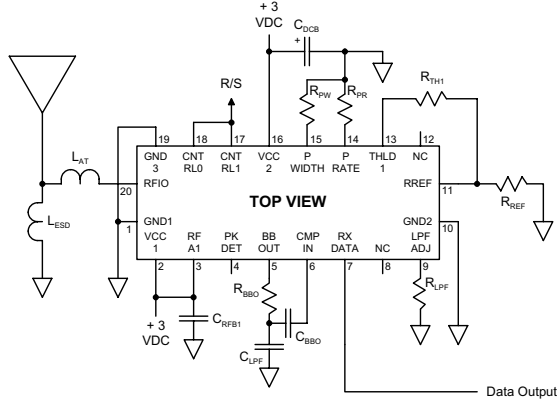 + 3
VDC
C_DCB
+
R/S
R_PW
R_PR
R_TH1
19
18
17
16
15
14
13
12
GND
3
CNT
RL0
CNT
RL1
VCC
2
P
WIDTH
P
RATE
THLD
1
NC
L_AT
20
RFIO
RREF
11
TOP VIEW
R_REF
L_ESD
1
GND1
GND2
10
VCC
1
RF
A1
PK
DET
BB
OUT
CMP
IN
RX
DATA
NC
LPF
ADJ
2
3
4
5
6
7
8
9
R_BBO
R_LPF
+ 3
VDC
C_RFB1
C_BBO
C_LPF
Data Output